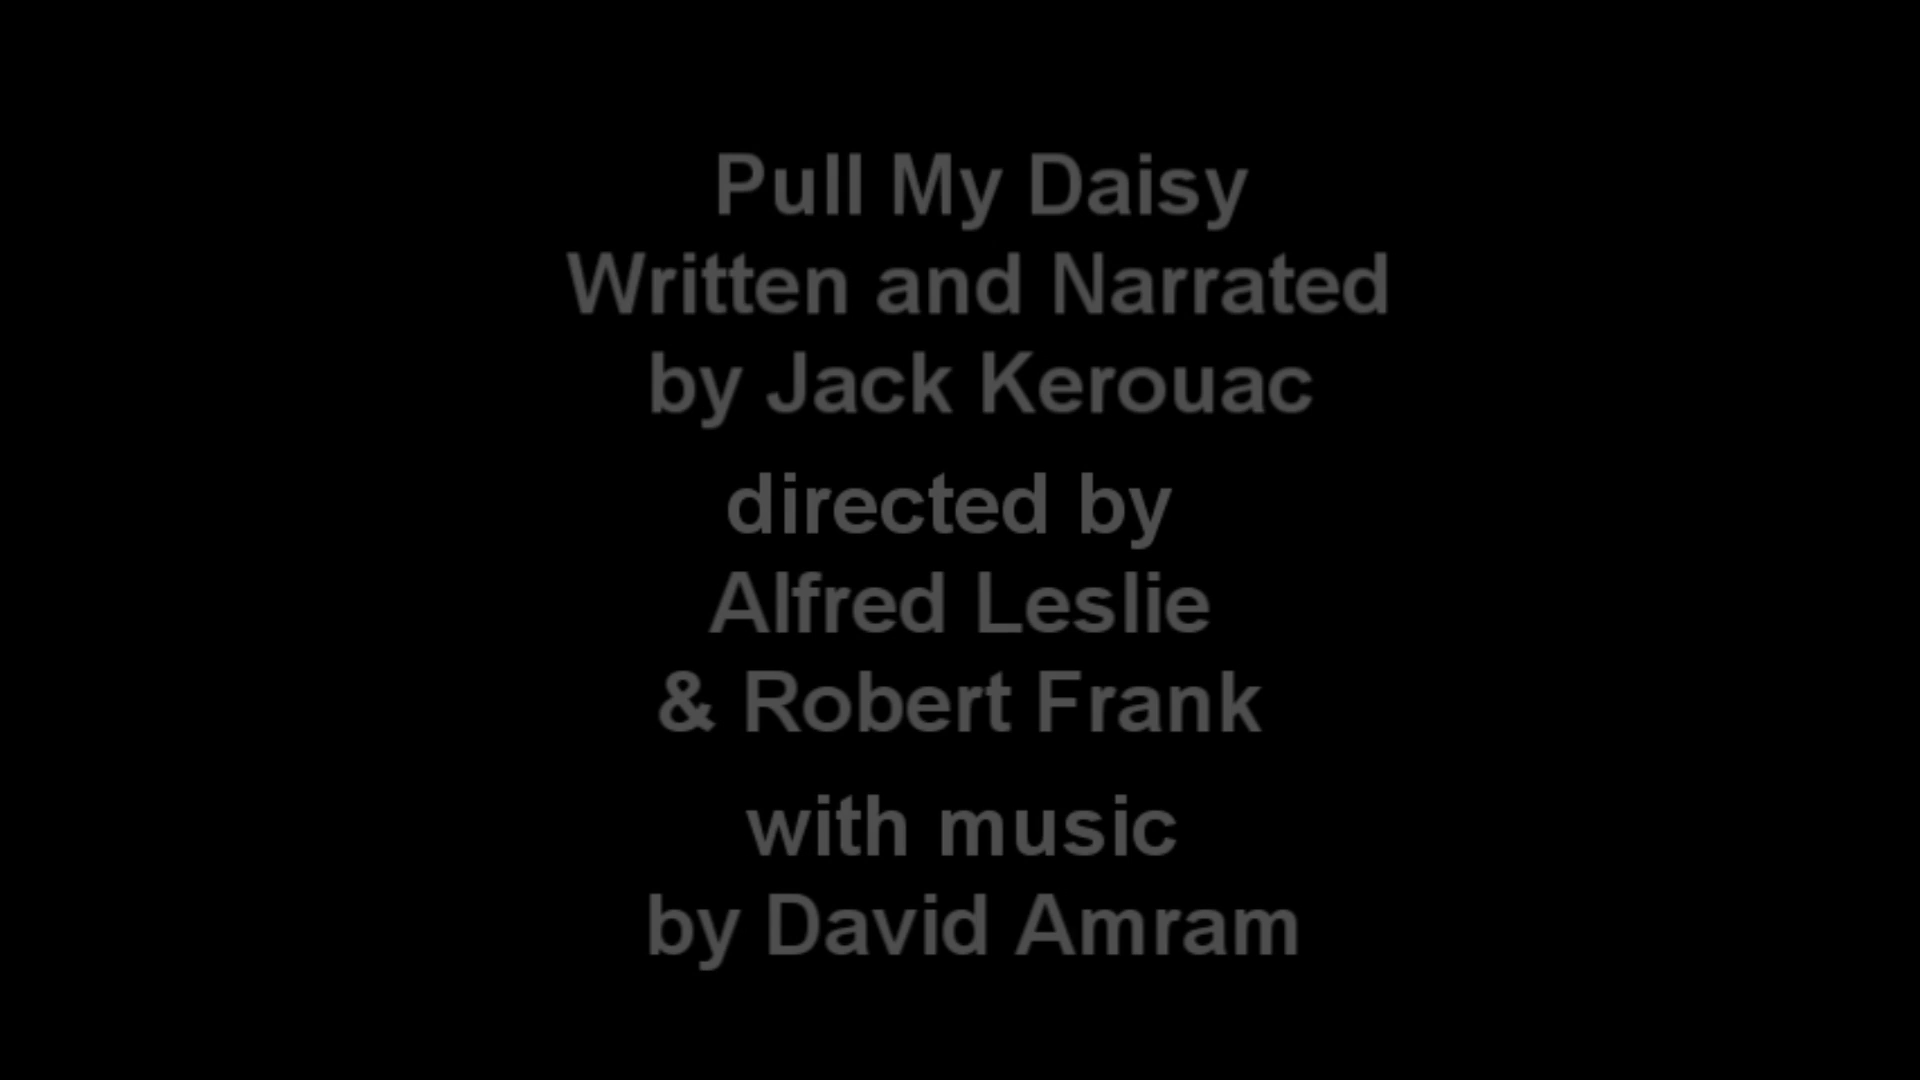 Pull My Daisy
Written and Narrated
by Jack Kerouac
directed by
Alfred Leslie
& Robert Frank
with music
by David Amram